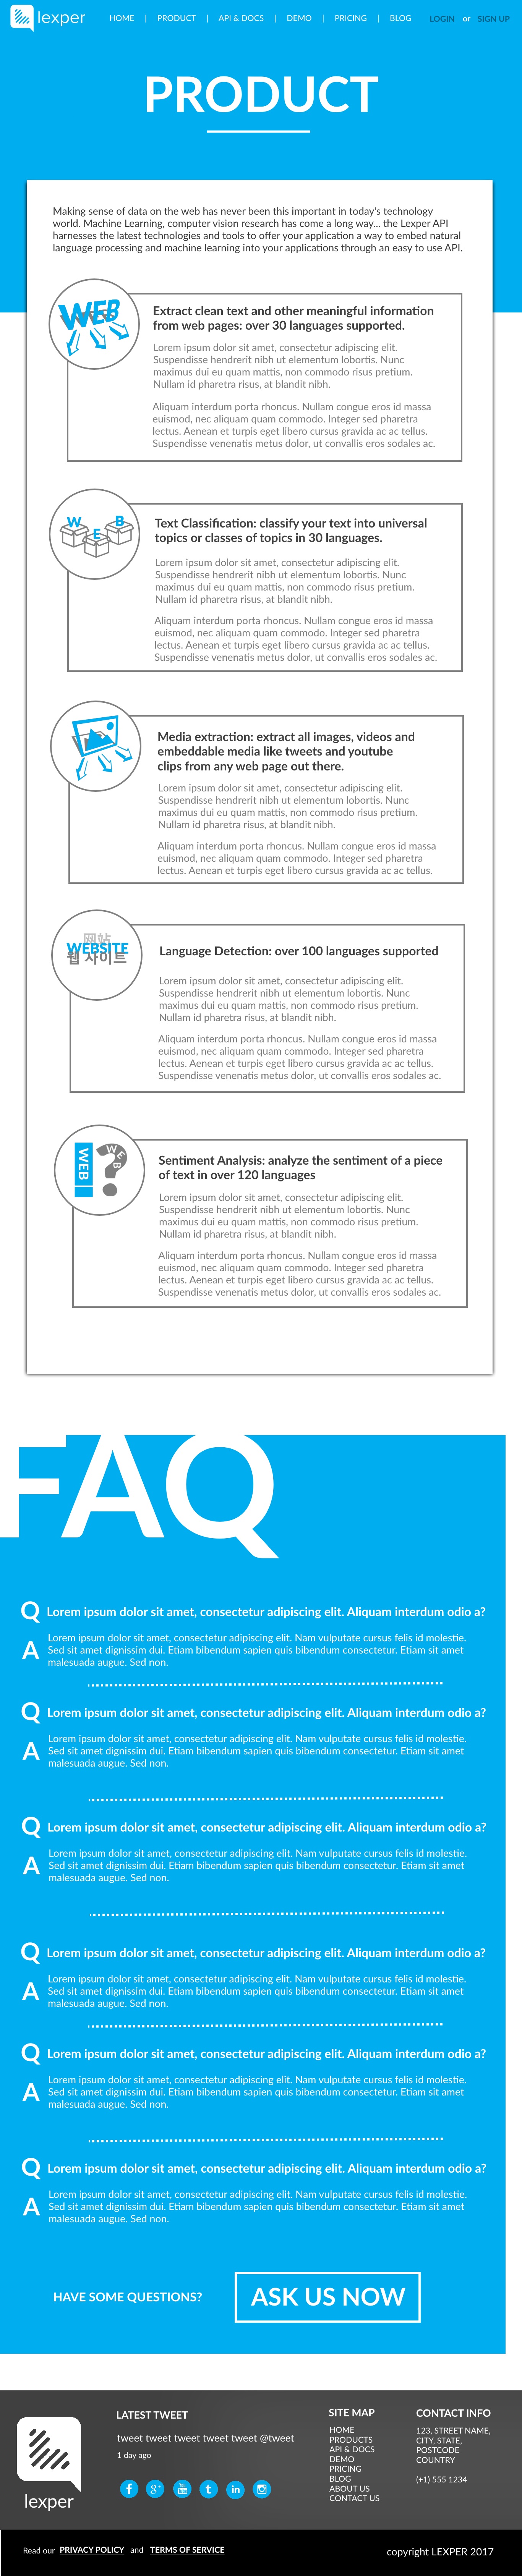 lexper HOME | PRODUCT | API & DOCS | DEMO | PRICING | BLOG LOGIN or SIGN UP
PRODUCT
Making sense of data on the web has never been this important in today's technology
world. Machine Learning, computer vision research has come a long way... the Lexper API
harnesses the latest technologies and tools to offer your application a way to embed natural
language processing and machine learning into your applications through an easy to use API.
WEB
Extract clean text and other meaningful information
from web pages: over 30 languages supported.
Lorem ipsum dolor sit amet, consectetur adipiscing elit.
Suspendisse hendrerit nibh ut elementum lobortis. Nunc
maximus dui eu quam mattis, non commodo risus pretium.
Nullam id pharetra risus, at blandit nibh.
Aliquam interdum porta rhoncus. Nullam congue eros id massa
euismod, nec aliquam quam commodo. Integer sed pharetra
lectus. Aenean et turpis eget libero cursus gravida ac ac tellus.
Suspendisse venenatis metus dolor, ut convallis eros sodales ac.
W E B
Text Classification: classify your text into universal
topics or classes of topics in 30 languages.
Lorem ipsum dolor sit amet, consectetur adipiscing elit.
Suspendisse hendrerit nibh ut elementum lobortis. Nunc
maximus dui eu quam mattis, non commodo risus pretium.
Nullam id pharetra risus, at blandit nibh.
Aliquam interdum porta rhoncus. Nullam congue eros id massa
euismod, nec aliquam quam commodo. Integer sed pharetra
lectus. Aenean et turpis eget libero cursus gravida ac ac tellus.
Suspendisse venenatis metus dolor, ut convallis eros sodales ac.
Media extraction: extract all images, videos and
embeddable media like tweets and youtube
clips from any web page out there.
Lorem ipsum dolor sit amet, consectetur adipiscing elit.
Suspendisse hendrerit nibh ut elementum lobortis. Nunc
maximus dui eu quam mattis, non commodo risus pretium.
Nullam id pharetra risus, at blandit nibh.
Aliquam interdum porta rhoncus. Nullam congue eros id massa
euismod, nec aliquam quam commodo. Integer sed pharetra
lectus. Aenean et turpis eget libero cursus gravida ac ac tellus.
网站
WEBSITE
웹 사이트
Language Detection: over 100 languages supported
Lorem ipsum dolor sit amet, consectetur adipiscing elit.
Suspendisse hendrerit nibh ut elementum lobortis. Nunc
maximus dui eu quam mattis, non commodo risus pretium.
Nullam id pharetra risus, at blandit nibh.
Aliquam interdum porta rhoncus. Nullam congue eros id massa
euismod, nec aliquam quam commodo. Integer sed pharetra
lectus. Aenean et turpis eget libero cursus gravida ac ac tellus.
Suspendisse venenatis metus dolor, ut convallis eros sodales ac.
WEB WEB
Sentiment Analysis: analyze the sentiment of a piece
of text in over 120 languages
Lorem ipsum dolor sit amet, consectetur adipiscing elit.
Suspendisse hendrerit nibh ut elementum lobortis. Nunc
maximus dui eu quam mattis, non commodo risus pretium.
Nullam id pharetra risus, at blandit nibh.
Aliquam interdum porta rhoncus. Nullam congue eros id massa
euismod, nec aliquam quam commodo. Integer sed pharetra
lectus. Aenean et turpis eget libero cursus gravida ac ac tellus.
Suspendisse venenatis metus dolor, ut convallis eros sodales ac.
FAQ
Q Lorem ipsum dolor sit amet, consectetur adipiscing elit. Aliquam interdum odio a?
A Lorem ipsum dolor sit amet, consectetur adipiscing elit. Nam vulputate cursus felis id molestie.
Sed sit amet dignissim dui. Etiam bibendum sapien quis bibendum consectetur. Etiam sit amet
malesuada augue. Sed non.
Q Lorem ipsum dolor sit amet, consectetur adipiscing elit. Aliquam interdum odio a?
A Lorem ipsum dolor sit amet, consectetur adipiscing elit. Nam vulputate cursus felis id molestie.
Sed sit amet dignissim dui. Etiam bibendum sapien quis bibendum consectetur. Etiam sit amet
malesuada augue. Sed non.
Q Lorem ipsum dolor sit amet, consectetur adipiscing elit. Aliquam interdum odio a?
A Lorem ipsum dolor sit amet, consectetur adipiscing elit. Nam vulputate cursus felis id molestie.
Sed sit amet dignissim dui. Etiam bibendum sapien quis bibendum consectetur. Etiam sit amet
malesuada augue. Sed non.
Q Lorem ipsum dolor sit amet, consectetur adipiscing elit. Aliquam interdum odio a?
A Lorem ipsum dolor sit amet, consectetur adipiscing elit. Nam vulputate cursus felis id molestie.
Sed sit amet dignissim dui. Etiam bibendum sapien quis bibendum consectetur. Etiam sit amet
malesuada augue. Sed non.
Q Lorem ipsum dolor sit amet, consectetur adipiscing elit. Aliquam interdum odio a?
A Lorem ipsum dolor sit amet, consectetur adipiscing elit. Nam vulputate cursus felis id molestie.
Sed sit amet dignissim dui. Etiam bibendum sapien quis bibendum consectetur. Etiam sit amet
malesuada augue. Sed non.
Q Lorem ipsum dolor sit amet, consectetur adipiscing elit. Aliquam interdum odio a?
A Lorem ipsum dolor sit amet, consectetur adipiscing elit. Nam vulputate cursus felis id molestie.
Sed sit amet dignissim dui. Etiam bibendum sapien quis bibendum consectetur. Etiam sit amet
malesuada augue. Sed non.
HAVE SOME QUESTIONS? ASK US NOW
lexper
LATEST TWEET
tweet tweet tweet tweet tweet @tweet
1 day ago
SITE MAP
HOME
PRODUCTS
API & DOCS
DEMO
PRICING
BLOG
ABOUT US
CONTACT US
CONTACT INFO
123, STREET NAME,
CITY, STATE,
POSTCODE
COUNTRY
(+1) 555 1234
Read our PRIVACY POLICY and TERMS OF SERVICE
copyright LEXPER 2017